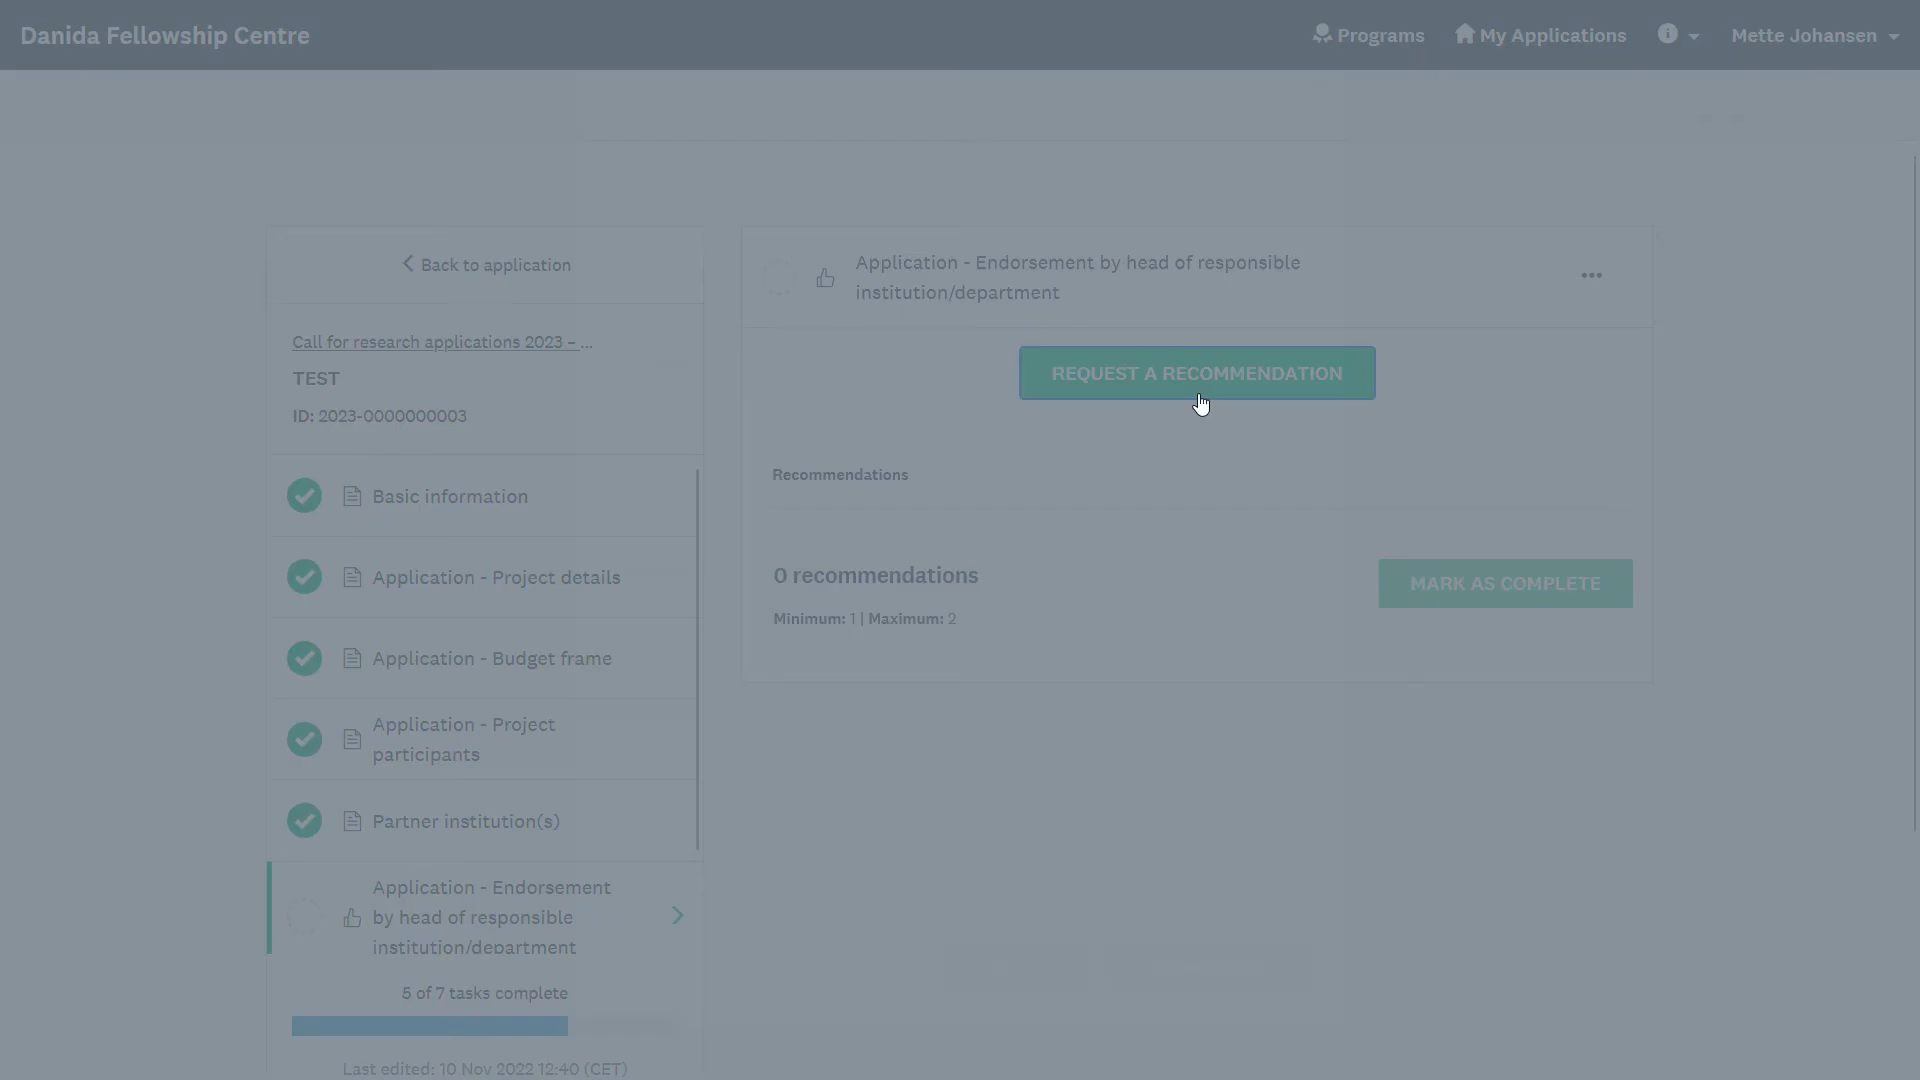 Danida Fellowship Centre
Programs
My Applications
Mette Johansen
Back to application
Call for research applications 2023 – ...
TEST
ID: 2023-0000000003
Basic information
Application - Project details
Application - Budget frame
Application - Project
participants
Partner institution(s)
Application - Endorsement
by head of responsible
institution/department
5 of 7 tasks complete
Last edited: 10 Nov 2022 12:40 (CET)
Application - Endorsement by head of responsible
institution/department
•••
REQUEST A RECOMMENDATION
Recommendations
0 recommendations
Minimum: 1 | Maximum: 2
MARK AS COMPLETE